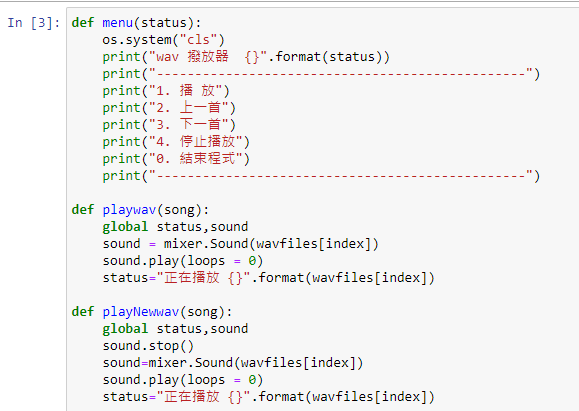 In [3]: def menu(status):
    os.system("cls")
    print("wav 撥放器  {}".format(status))
    print("------------------------------------------------")
    print("1. 播 放")
    print("2. 上一首")
    print("3. 下一首")
    print("4. 停止播放")
    print("0. 結束程式")
    print("------------------------------------------------")
def playwav(song):
    global status,sound
    sound = mixer.Sound(wavfiles[index])
    sound.play(loops = 0)
    status="正在播放 {}".format(wavfiles[index])
def playNewwav(song):
    global status,sound
    sound.stop()
    sound=mixer.Sound(wavfiles[index])
    sound.play(loops = 0)
    status="正在播放 {}".format(wavfiles[index])